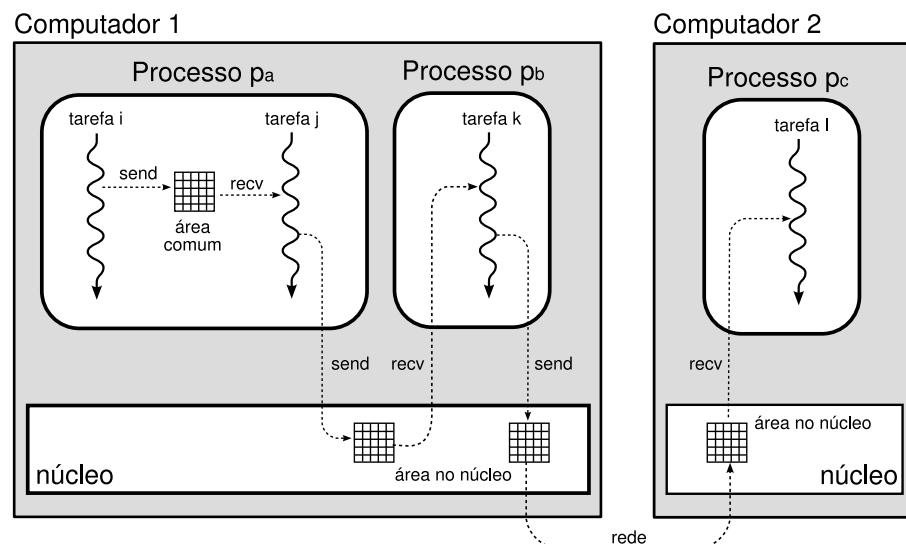 Computador 1
Computador 2
Processo pa
Processo pb
Processo pc
tarefa i
tarefa j
tarefa k
tarefa l
send
recv
área
comum
send
recv
send
recv
área no núcleo
área no núcleo
núcleo
núcleo
rede